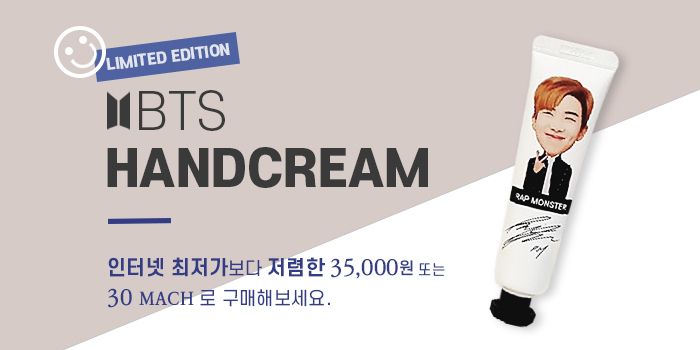 LIMITED EDITION
BTS
HANDCREAM
인터넷 최저가보다 저렴한 35,000원 또는
30 MACH 로 구매해보세요.
RAP MONSTER
RM